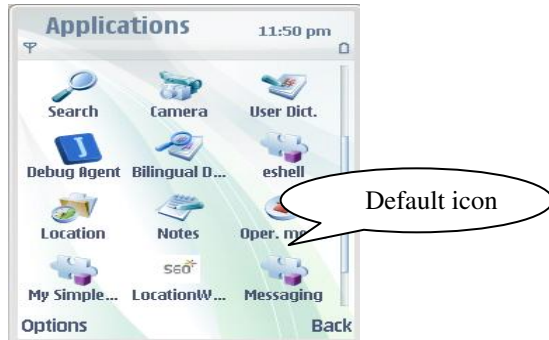 Applications
11:50 pm
Search Camera User Dict.
Debug Agent Bilingual D... eshell
Location Notes Oper. m
Default icon
S60
My Simple... LocationW... Messaging
Options Back